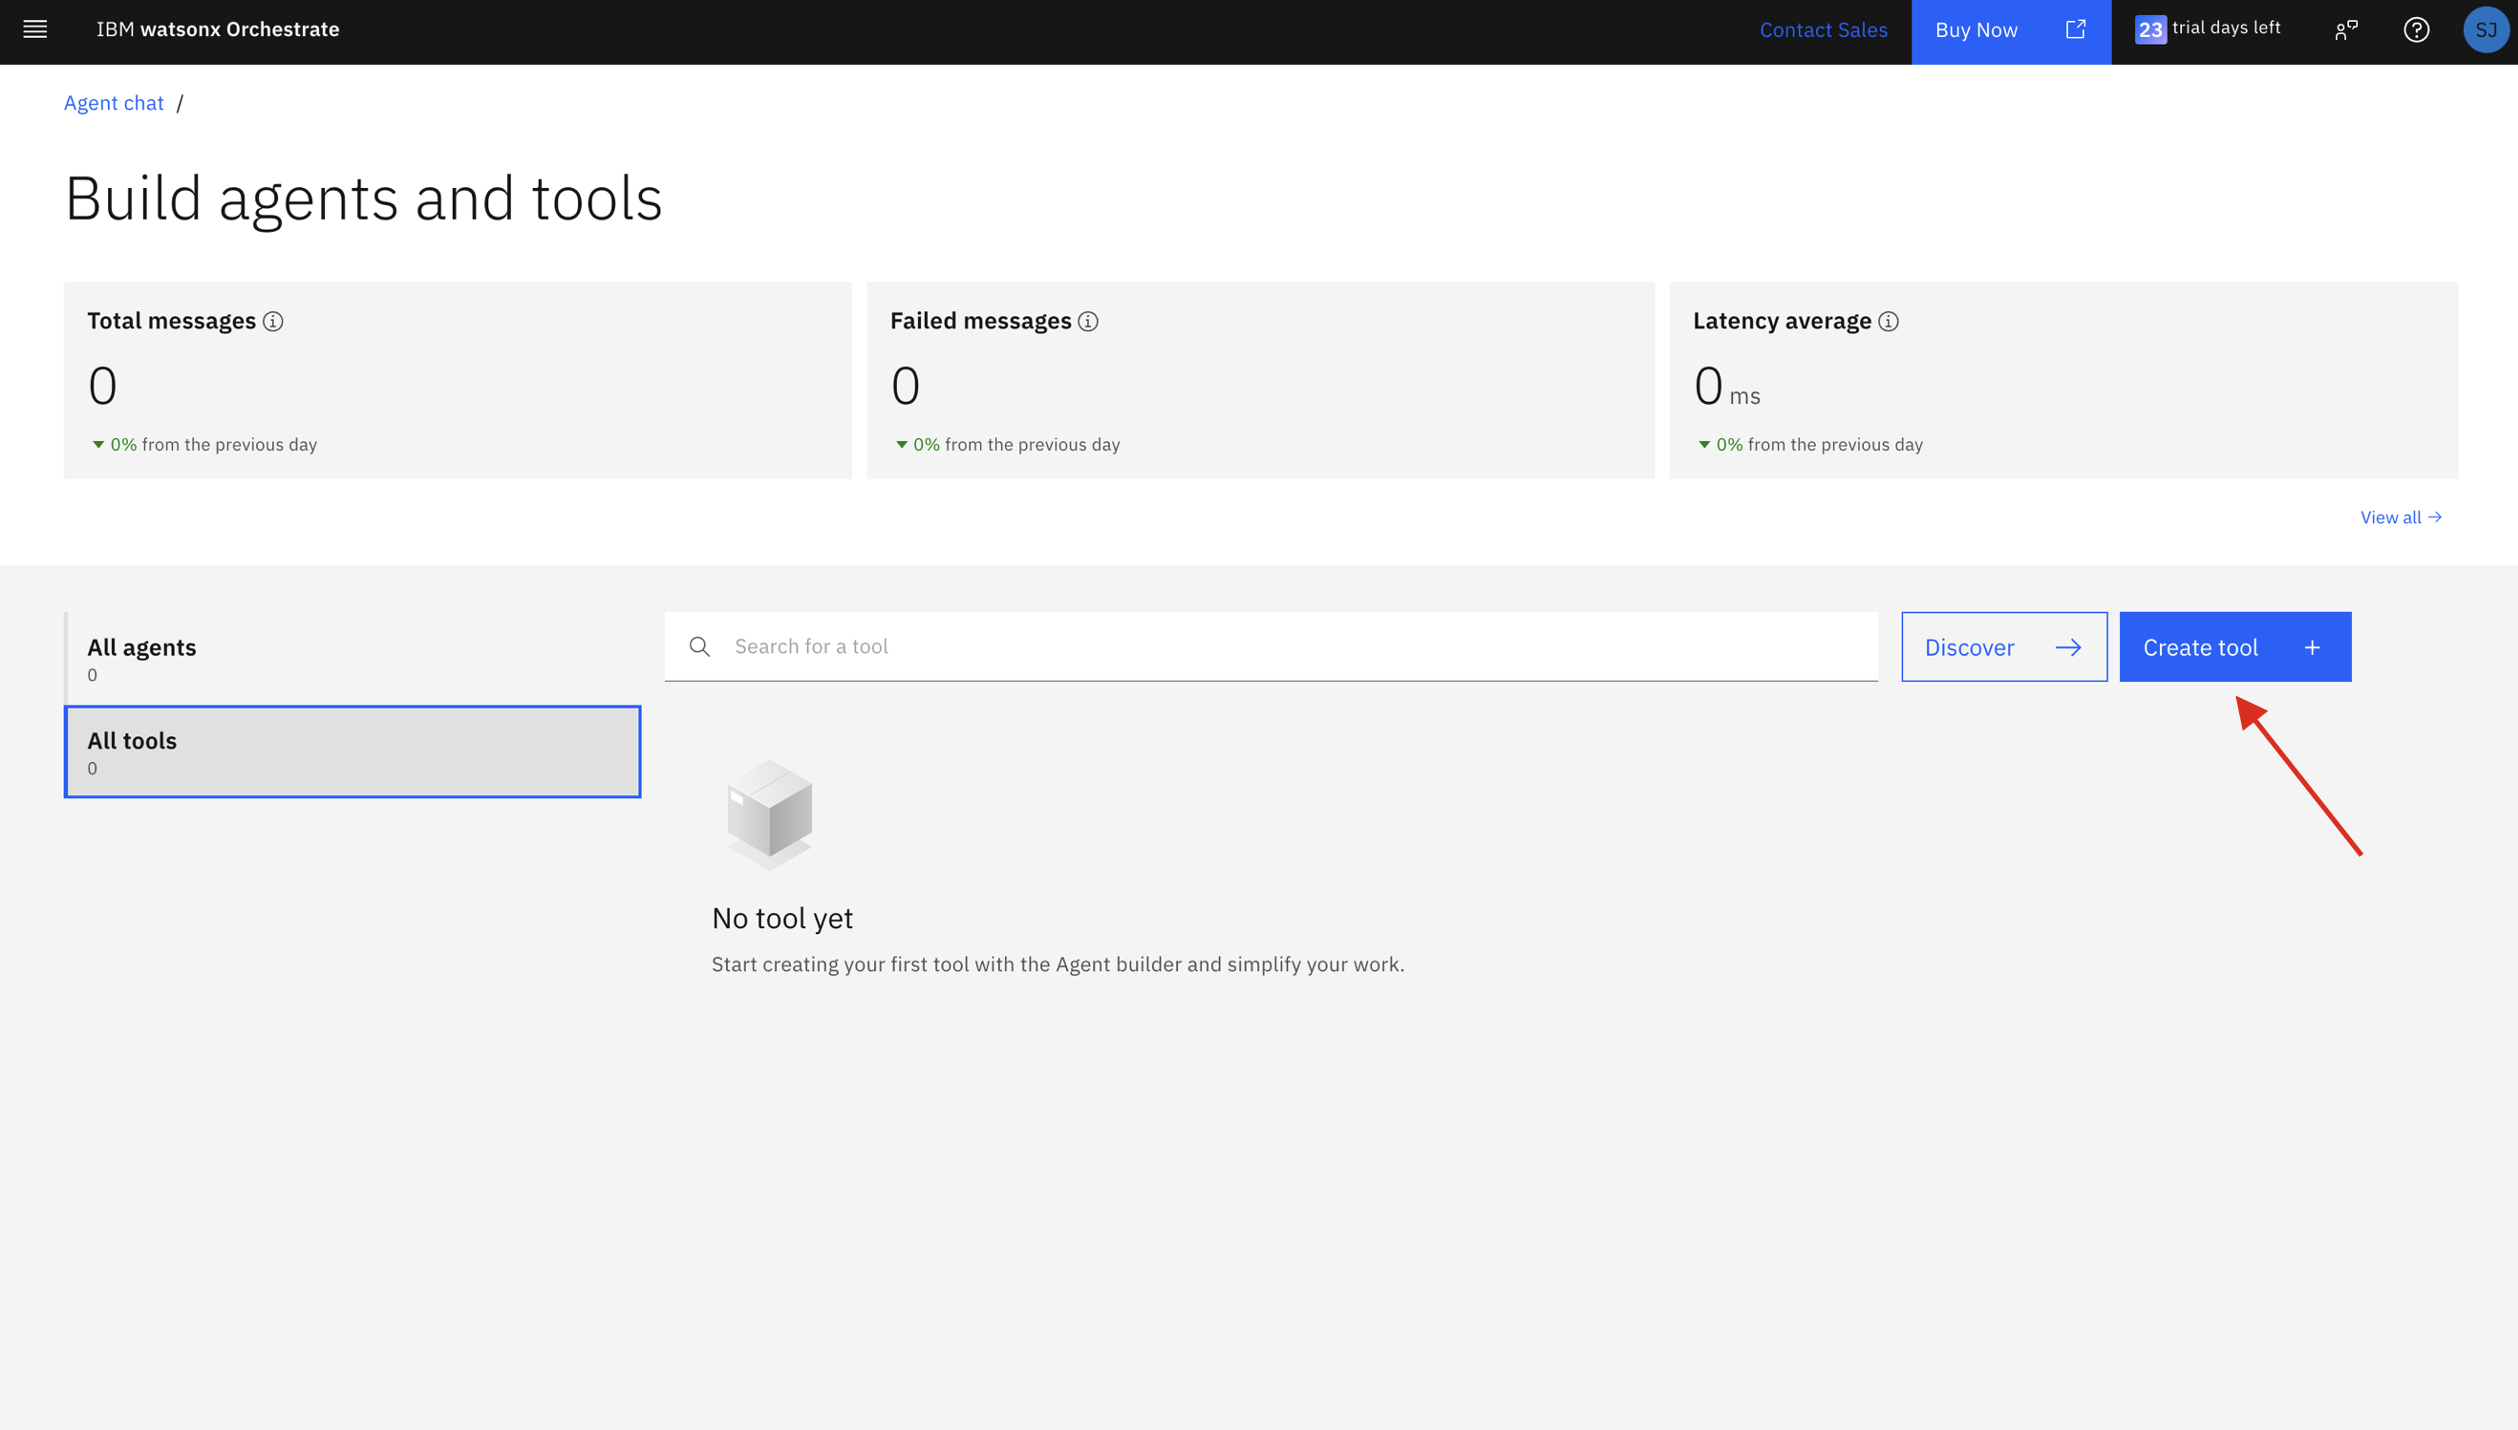 IBM watsonx Orchestrate
Contact Sales
Buy Now
23 trial days left
SJ
Agent chat /
Build agents and tools
Total messages
0
0% from the previous day
Failed messages
0
0% from the previous day
Latency average
0 ms
0% from the previous day
View all
All agents
0
All tools
0
Search for a tool
Discover
Create tool +
No tool yet
Start creating your first tool with the Agent builder and simplify your work.